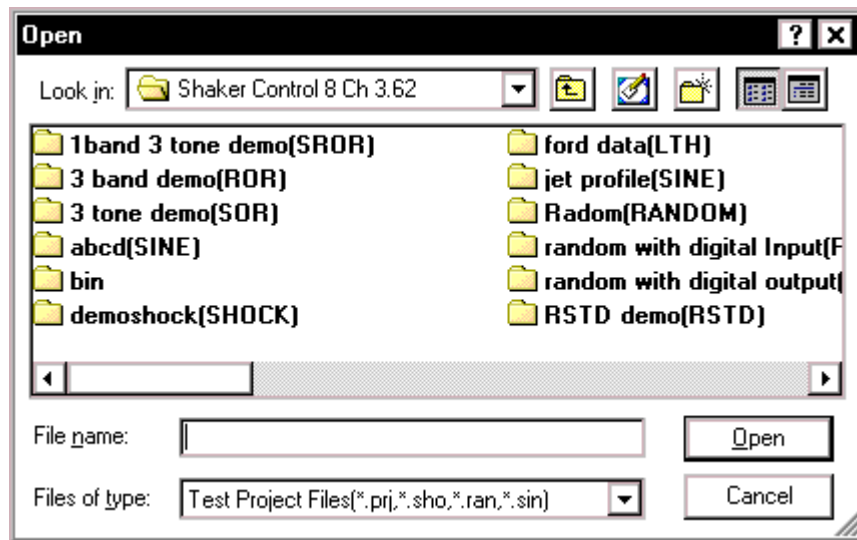 Open
Look in: Shaker Control 8 Ch 3.62
1band 3 tone demo(SROR)
3 band demo(ROR)
3 tone demo(SOR)
abcd(SINE)
bin
demoshock(SHOCK)
ford data(LTH)
jet profile(SINE)
Radom(RANDOM)
random with digital Input(F
random with digital output(
RSTD demo(RSTD)
File name:
Open
Files of type: Test Project Files(*.prj,*.sho,*.ran,*.sin)
Cancel